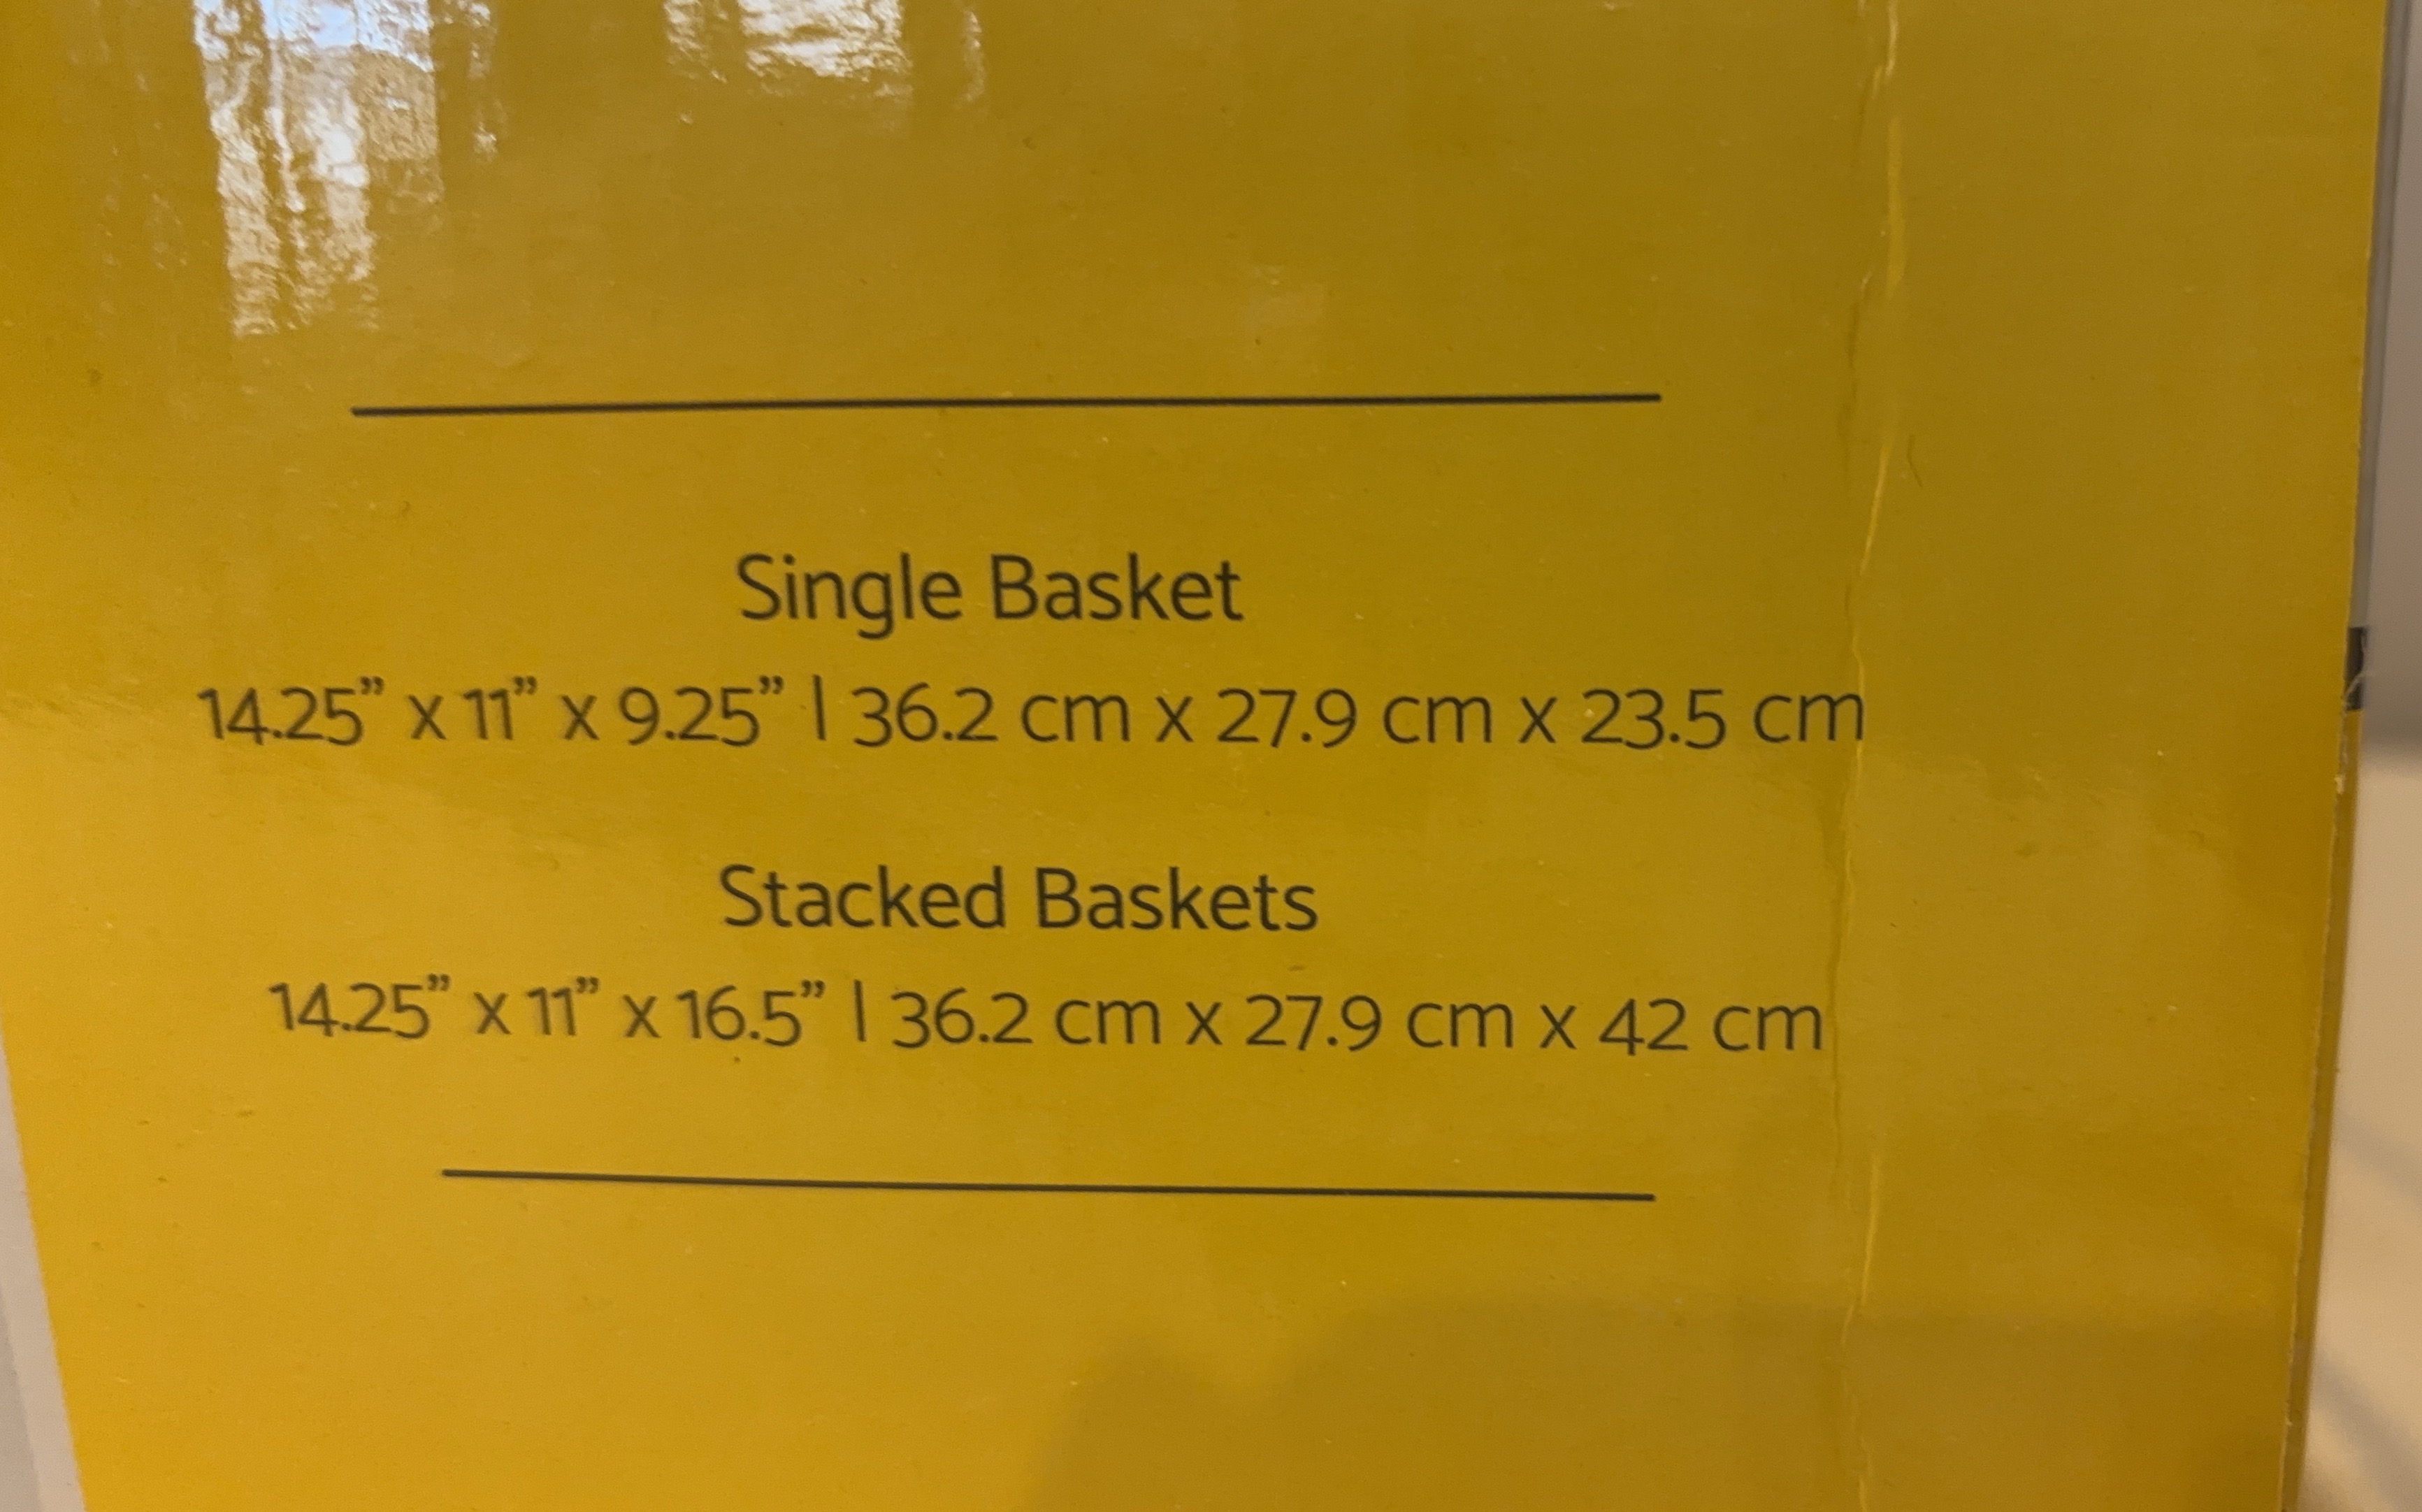 Single Basket
14.25” x 11” x 9.25” | 36.2 cm x 27.9 cm x 23.5 cm
Stacked Baskets
14.25” x 11” x 16.5” | 36.2 cm x 27.9 cm x 42 cm